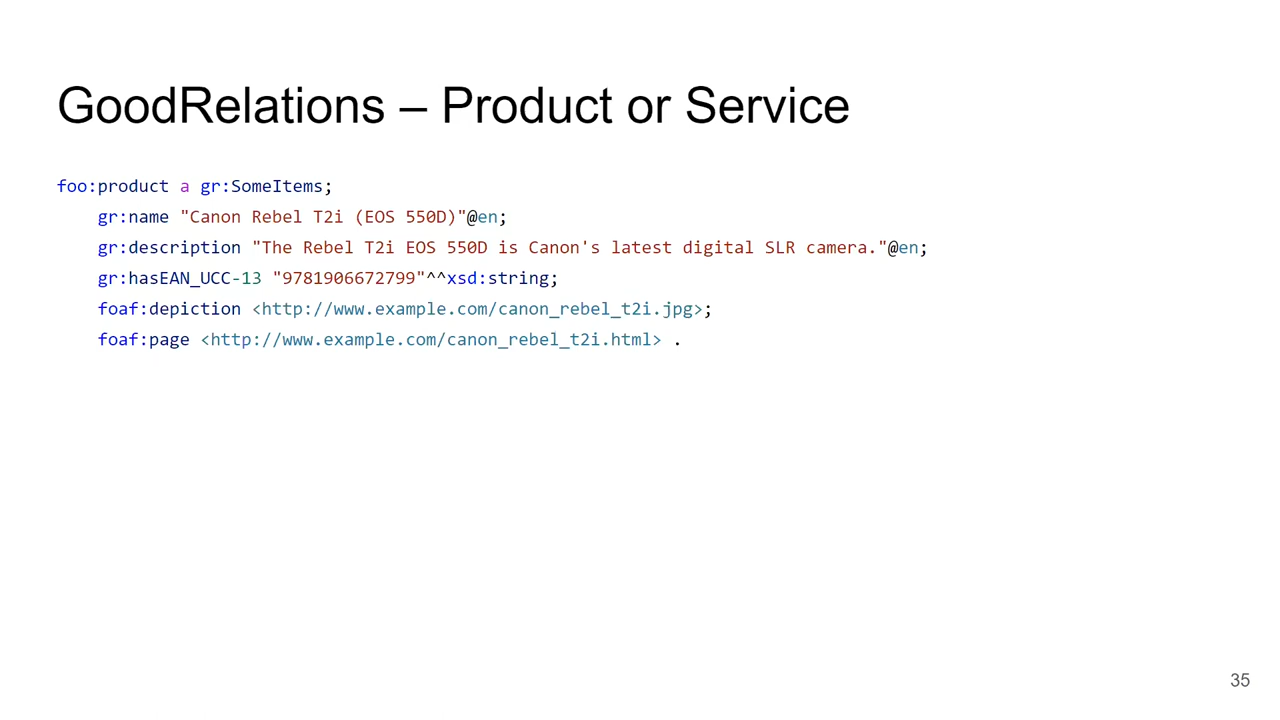 GoodRelations – Product or Service
foo:product a gr:SomeItems;
gr:name "Canon Rebel T2i (EOS 550D)"@en;
gr:description "The Rebel T2i EOS 550D is Canon's latest digital SLR camera."@en;
gr:hasEAN_UCC-13 "9781906672799"^^xsd:string;
foaf:depiction <http://www.example.com/canon_rebel_t2i.jpg>;
foaf:page <http://www.example.com/canon_rebel_t2i.html> .
35